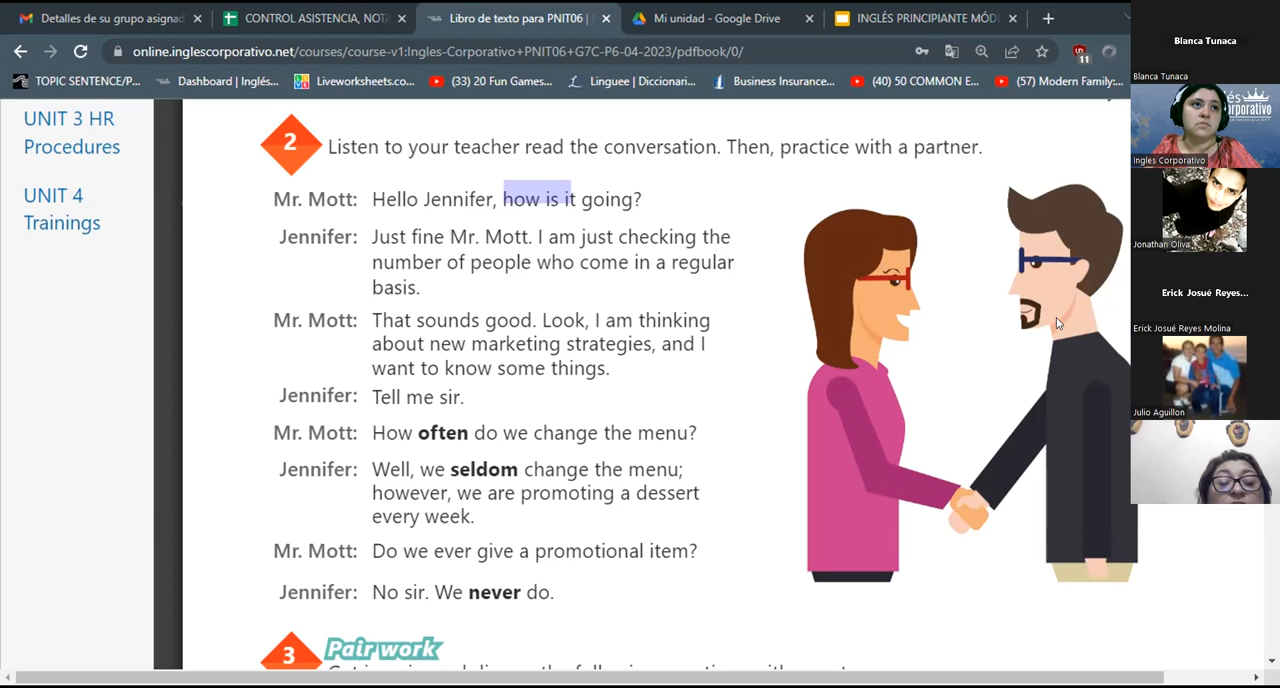 Detalles de su grupo asignad
CONTROL ASISTENCIA, NOTA
Libro de texto para PNIT06 |
Mi unidad - Google Drive
INGLÉS PRINCIPIANTE MÓDU
online.inglescorporativo.net/courses/course-v1:Ingles-Corporativo+PNIT06+G7C-P6-04-2023/pdfbook/0/
11
TOPIC SENTENCE/P...
Dashboard | Inglés...
Liveworksheets.co...
(33) 20 Fun Games...
Linguee | Diccionari...
Business Insurance...
(40) 50 COMMON E...
(57) Modern Family:...
UNIT 3 HR
Procedures
UNIT 4
Trainings
2
Listen to your teacher read the conversation. Then, practice with a partner.
Mr. Mott: Hello Jennifer, how is it going?
Jennifer: Just fine Mr. Mott. I am just checking the
number of people who come in a regular
basis.
Mr. Mott: That sounds good. Look, I am thinking
about new marketing strategies, and I
want to know some things.
Jennifer: Tell me sir.
Mr. Mott: How often do we change the menu?
Jennifer: Well, we seldom change the menu;
however, we are promoting a dessert
every week.
Mr. Mott: Do we ever give a promotional item?
Jennifer: No sir. We never do.
3
Pair work
Blanca Tunaca
Blanca Tunaca
Ingles Corporativo
Jonathan Oliva
Erick Josué Reyes...
Erick Josué Reyes Molina
Julio Aguillon